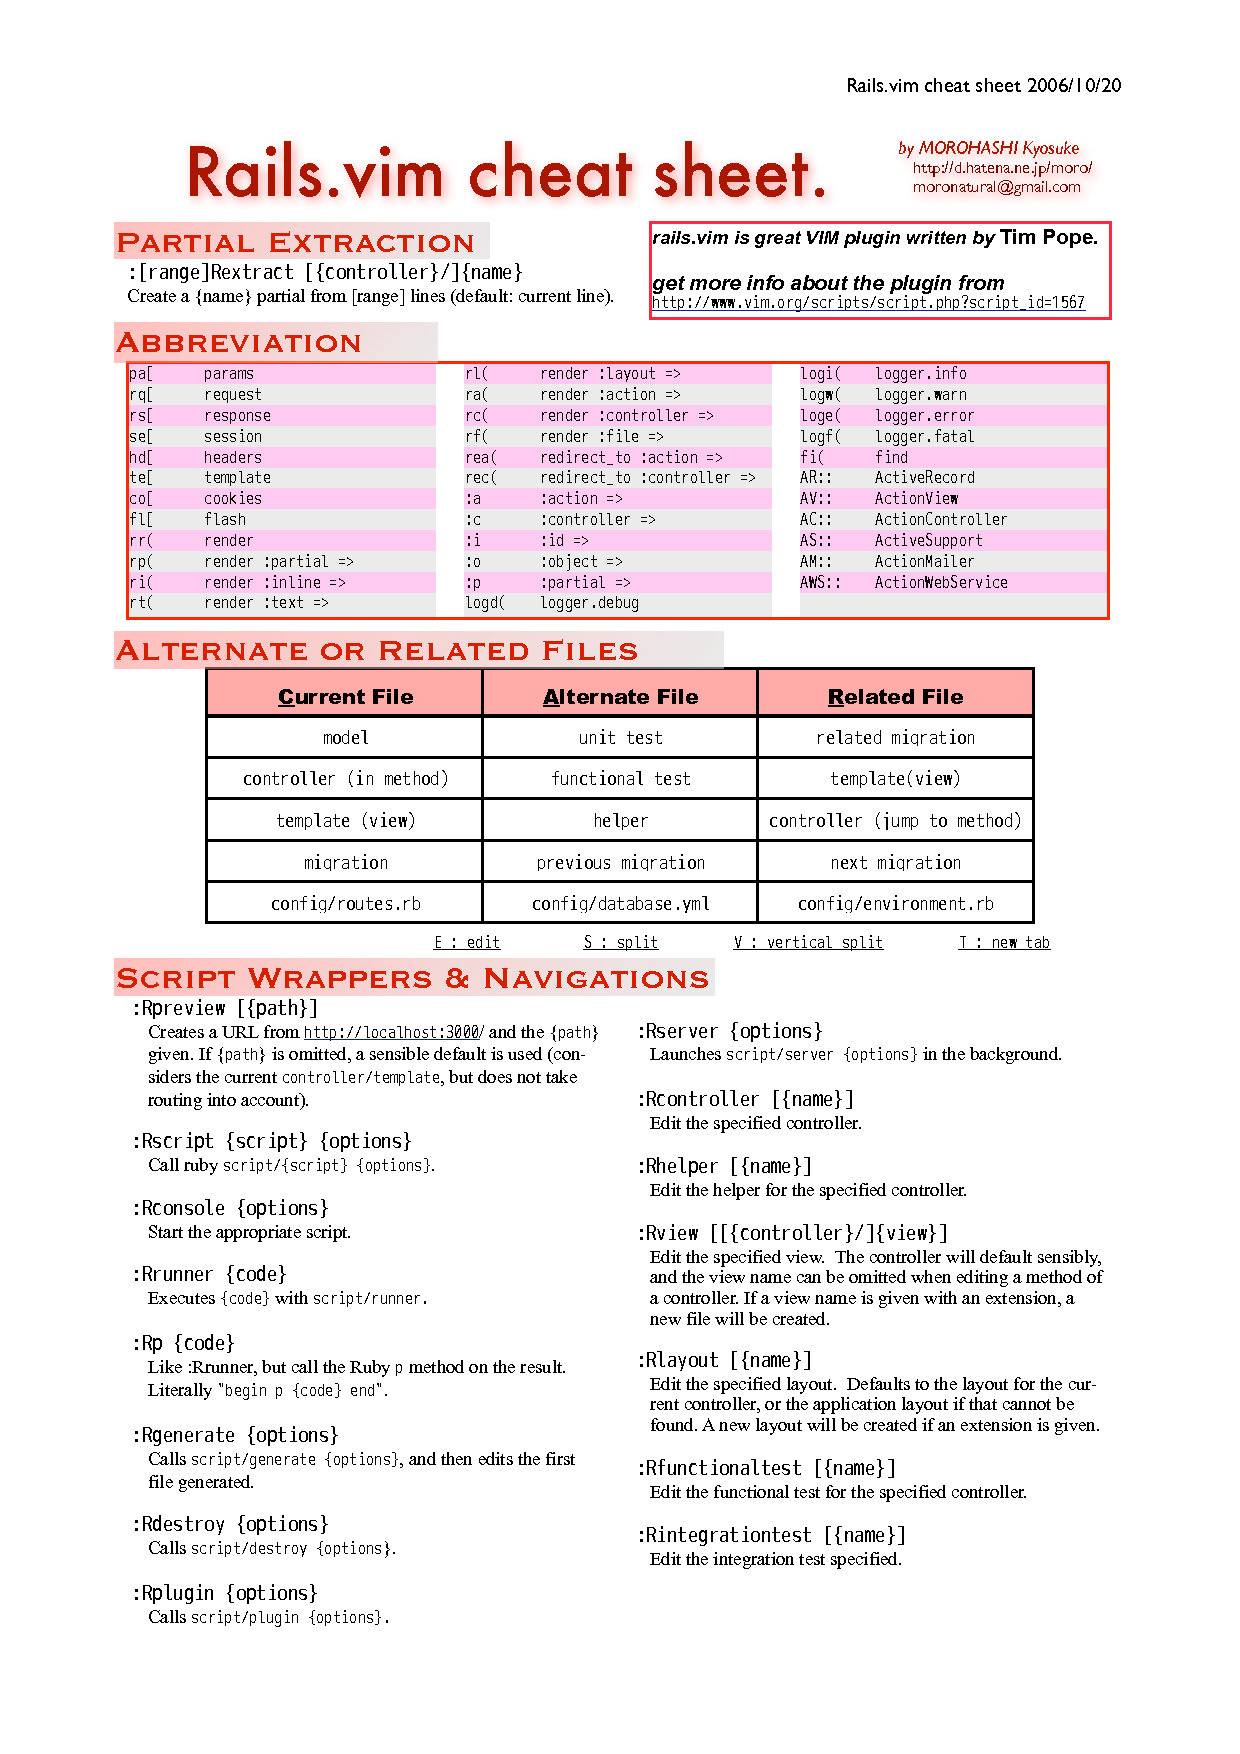 Rails.vim cheat sheet 2006/10/20
Rails.vim cheat sheet.
by MOROHASHI Kyosuke
http://d.hatena.ne.jp/moro/
moronatural@gmail.com
PARTIAL EXTRACTION
:[range]Rextract [{controller}/]{name}
Create a {name} partial from [range] lines (default: current line).
rails.vim is great VIM plugin written by Tim Pope.
get more info about the plugin from
http://www.vim.org/scripts/script.php?script_id=1567
ABBREVIATION
pa[ params
rq[ request
rs[ response
se[ session
hd[ headers
te[ template
co[ cookies
fl[ flash
rr( render
rp( render :partial =>
ri( render :inline =>
rt( render :text =>
rl( render :layout =>
ra( render :action =>
rc( render :controller =>
rf( render :file =>
rea( redirect_to :action =>
rec( redirect_to :controller =>
:a :action =>
:c :controller =>
:i :id =>
:o :object =>
:p :partial =>
logd( logger.debug
logi( logger.info
logw( logger.warn
loge( logger.error
logf( logger.fatal
fi( find
AR:: ActiveRecord
AV:: ActionView
AC:: ActionController
AS:: ActiveSupport
AM:: ActionMailer
AWS:: ActionWebService
ALTERNATE OR RELATED FILES
Current File Alternate File Related File
model unit test related migration
controller (in method) functional test template(view)
template (view) helper controller (jump to method)
migration previous migration next migration
config/routes.rb config/database.yml config/environment.rb
E : edit S : split V : vertical split T : new tab
SCRIPT WRAPPERS & NAVIGATIONS
:Rpreview [{path}]
Creates a URL from http://localhost:3000/ and the {path}
given. If {path} is omitted, a sensible default is used (con-
siders the current controller/template, but does not take
routing into account).
:Rscript {script} {options}
Call ruby script/{script} {options}.
:Rconsole {options}
Start the appropriate script.
:Rrunner {code}
Executes {code} with script/runner.
:Rp {code}
Like :Rrunner, but call the Ruby p method on the result.
Literally "begin p {code} end".
:Rgenerate {options}
Calls script/generate {options}, and then edits the first
file generated.
:Rdestroy {options}
Calls script/destroy {options}.
:Rplugin {options}
Calls script/plugin {options}.
:Rserver {options}
Launches script/server {options} in the background.
:Rcontroller [{name}]
Edit the specified controller.
:Rhelper [{name}]
Edit the helper for the specified controller.
:Rview [[{controller}/]{view}]
Edit the specified view. The controller will default sensibly,
and the view name can be omitted when editing a method of
a controller. If a view name is given with an extension, a
new file will be created.
:Rlayout [{name}]
Edit the specified layout. Defaults to the layout for the cur-
rent controller, or the application layout if that cannot be
found. A new layout will be created if an extension is given.
:Rfunctionaltest [{name}]
Edit the functional test for the specified controller.
:Rintegrationtest [{name}]
Edit the integration test specified.